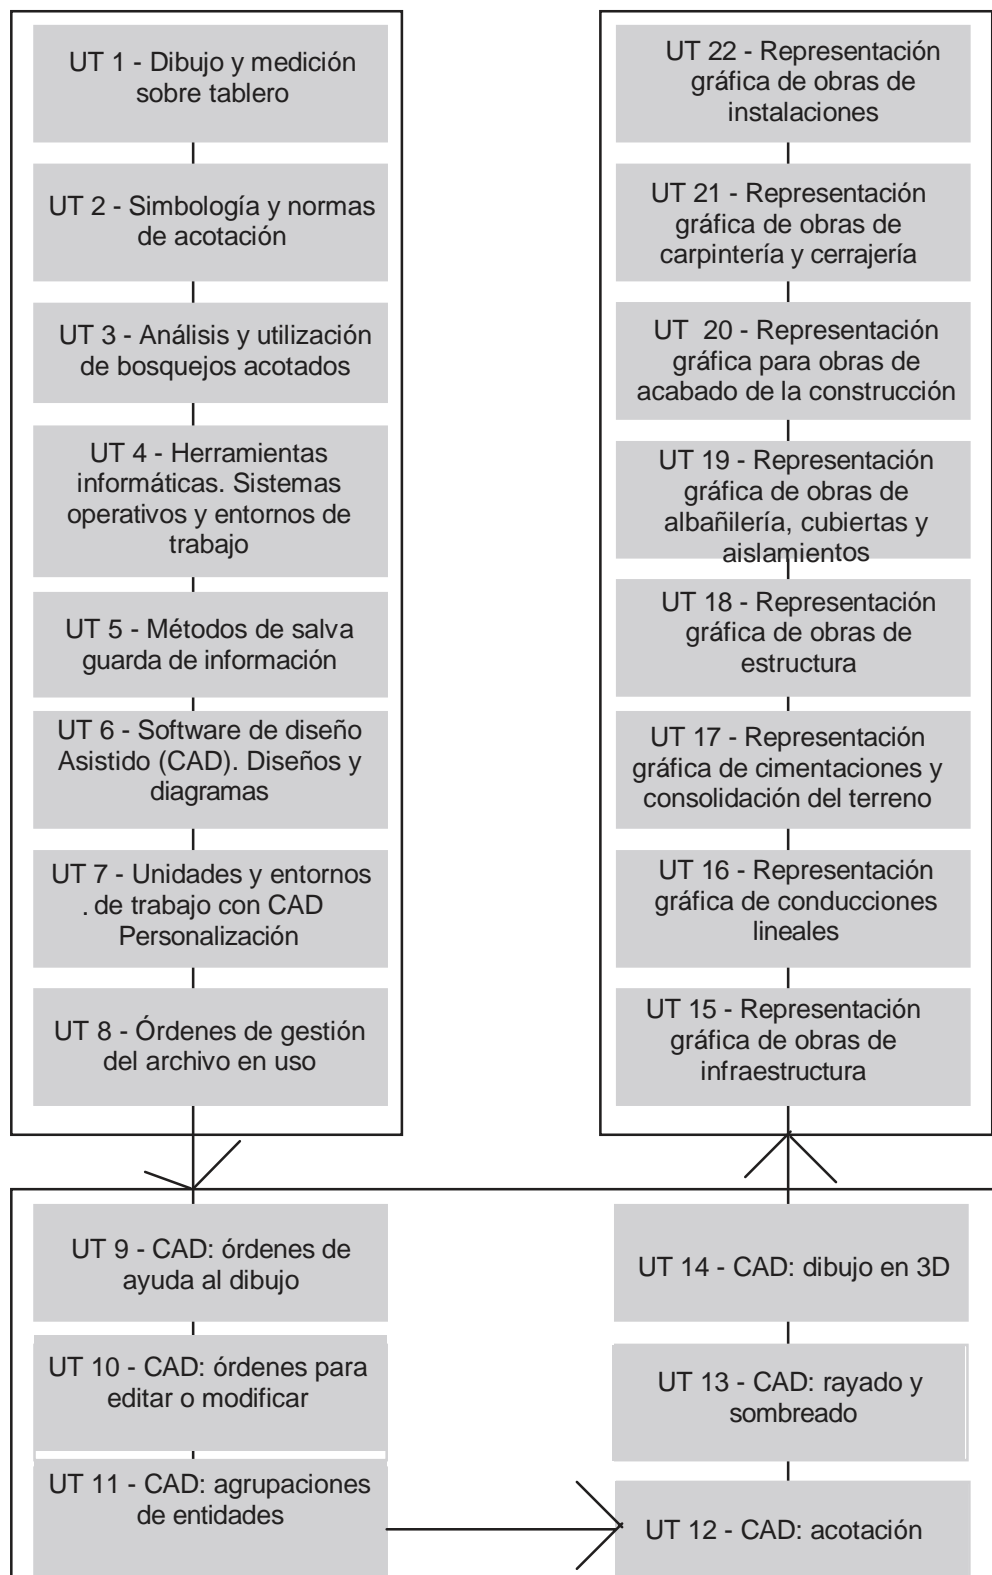 UT 1 - Dibujo y medición
sobre tablero
UT 2 - Simbología y normas
de acotación
UT 3 - Análisis y utilización
de bosquejos acotados
UT 4 - Herramientas
informáticas. Sistemas
operativos y entornos de
trabajo
UT 5 - Métodos de salva
guarda de información
UT 6 - Software de diseño
Asistido (CAD). Diseños y
diagramas
UT 7 - Unidades y entornos
. de trabajo con CAD
Personalización
UT 8 - Órdenes de gestión
del archivo en uso
UT 9 - CAD: órdenes de
ayuda al dibujo
UT 10 - CAD: órdenes para
editar o modificar
UT 11 - CAD: agrupaciones
de entidades
UT 12 - CAD: acotación
UT 13 - CAD: rayado y
sombreado
UT 14 - CAD: dibujo en 3D
UT 15 - Representación
gráfica de obras de
infraestructura
UT 16 - Representación
gráfica de conducciones
lineales
UT 17 - Representación
gráfica de cimentaciones y
consolidación del terreno
UT 18 - Representación
gráfica de obras de
estructura
UT 19 - Representación
gráfica de obras de
albañilería, cubiertas y
aislamientos
UT 20 - Representación
gráfica para obras de
acabado de la construcción
UT 21 - Representación
gráfica de obras de
carpintería y cerrajería
UT 22 - Representación
gráfica de obras de
instalaciones